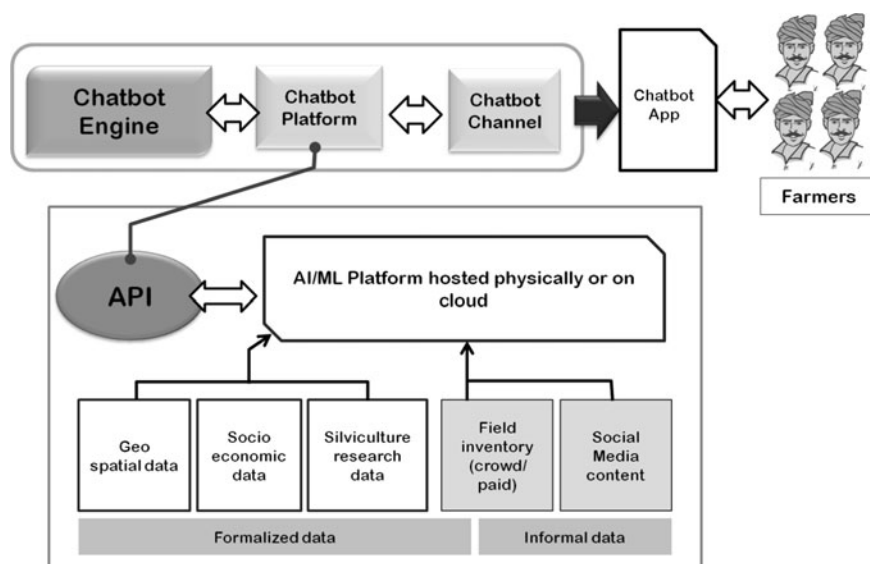 Chatbot
Engine
Chatbot
Platform
Chatbot
Channel
Chatbot
App
Farmers
API
AI/ML Platform hosted physically or on
cloud
Geo
spatial data
Socio
economic
data
Silviculture
research
data
Field
inventory
(crowd/
paid)
Social
Media
content
Formalized data
Informal data